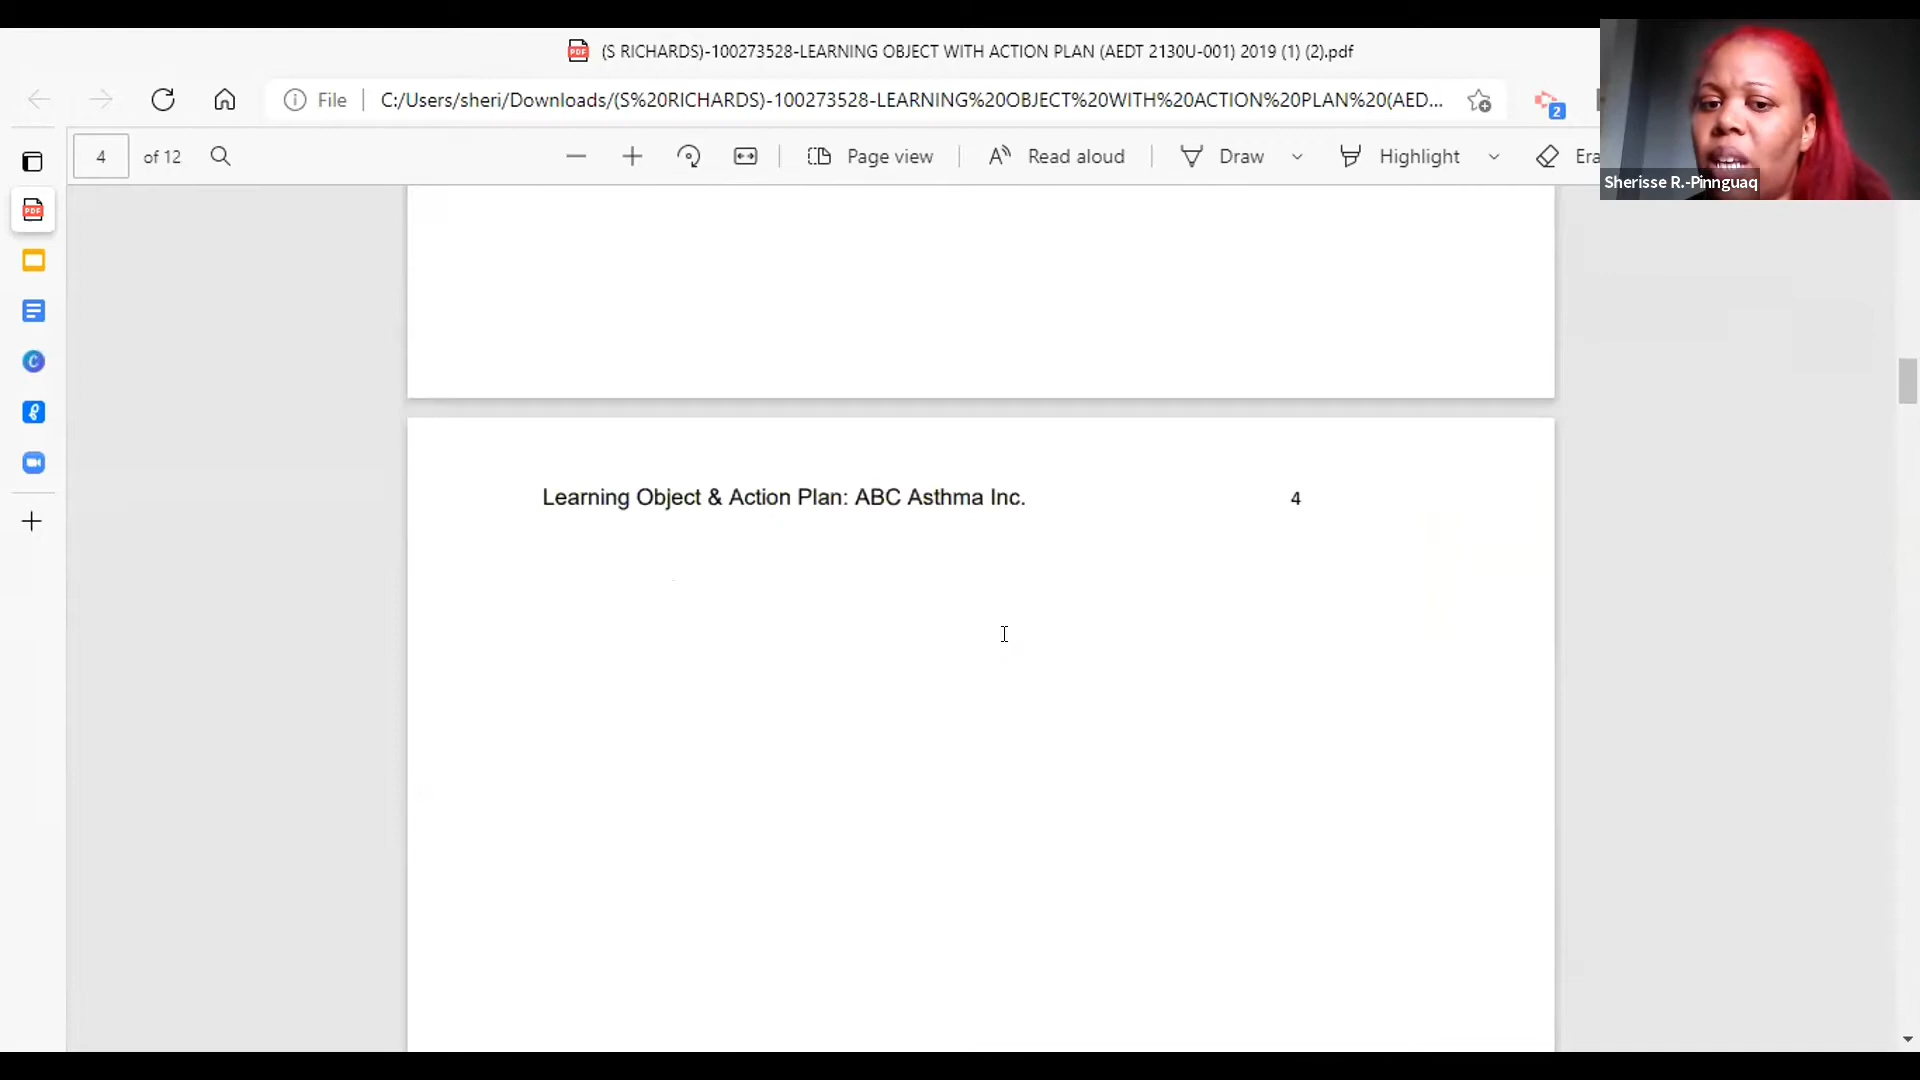 (S RICHARDS)-100273528-LEARNING OBJECT WITH ACTION PLAN (AEDT 2130U-001) 2019 (1) (2).pdf
File C:/Users/sheri/Downloads/(S%20RICHARDS)-100273528-LEARNING%20OBJECT%20WITH%20ACTION%20PLAN%20(AED... 2
4 of 12 Page view Read aloud Draw Highlight Era
Sherisse R.-Pinnguaq
Learning Object & Action Plan: ABC Asthma Inc. 4